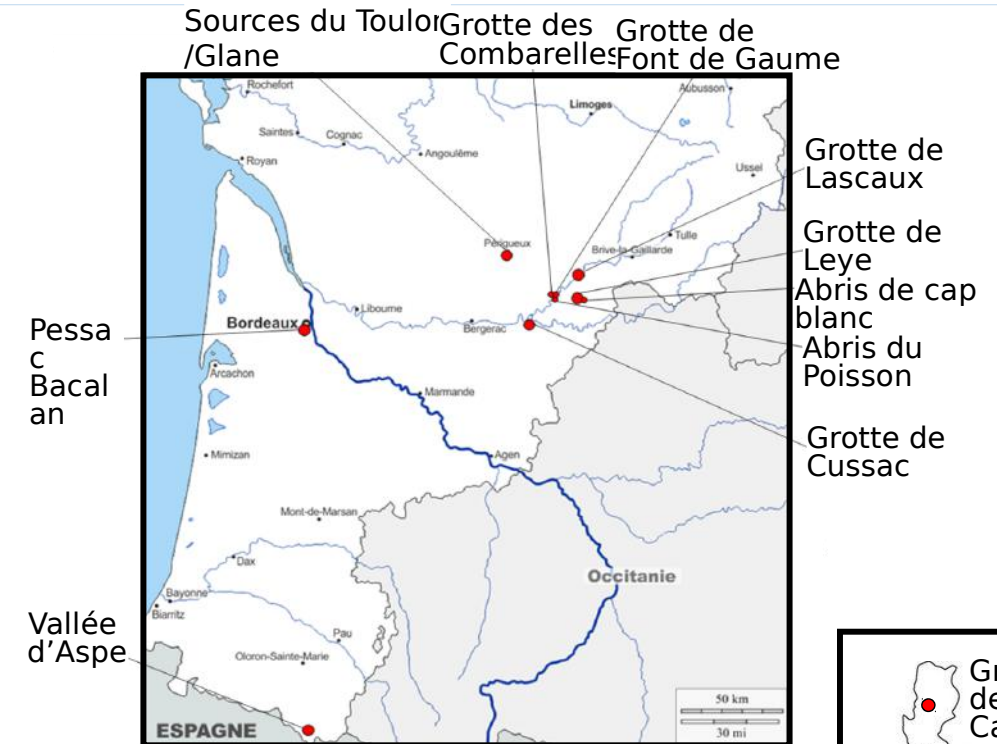 Sources du Toulon
/Glane
Grotte des
Combarelles
Grotte de
Font de Gaume
Rochefort
Aubusson
Limoges
Saintes
Cognac
Angoulême
Royan
Ussel
Grotte de
Lascaux
Périgueux
Tulle
Brive-la-Gaillarde
Grotte de
Leye
Abris de cap
blanc
Abris du
Poisson
Libourne
Bordeaux
Bergerac
Pessa
c
Bacal
an
Arcachon
Marmande
Grotte de
Cussac
Mimizan
Agen
Mont-de-Marsan
Dax
Occitanie
Bayonne
Biarritz
Vallée
d’Aspe
Pau
Oloron-Sainte-Marie
50 km
30 mi
ESPAGNE
Gr
de
Ca